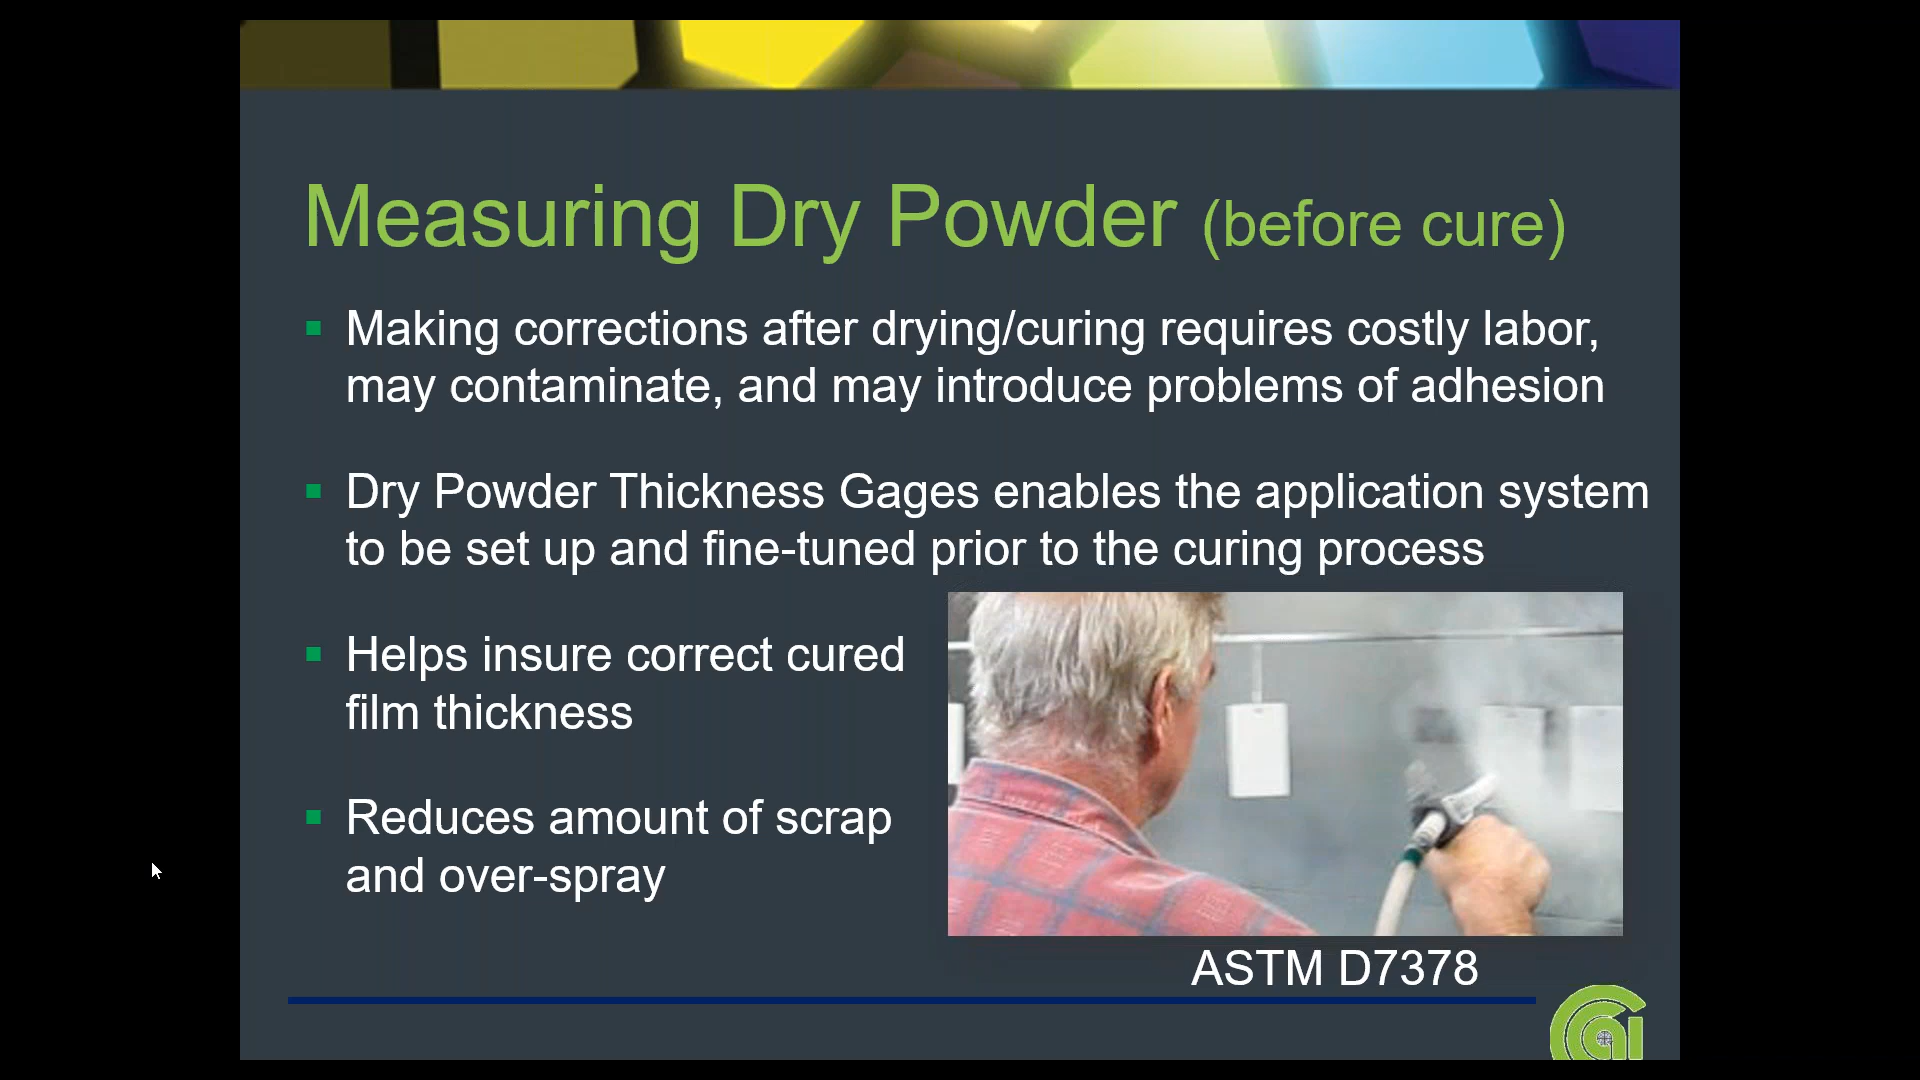 Measuring Dry Powder (before cure)
Making corrections after drying/curing requires costly labor,
may contaminate, and may introduce problems of adhesion
Dry Powder Thickness Gages enables the application system
to be set up and fine-tuned prior to the curing process
Helps insure correct cured
film thickness
Reduces amount of scrap
and over-spray
ASTM D7378
ccai